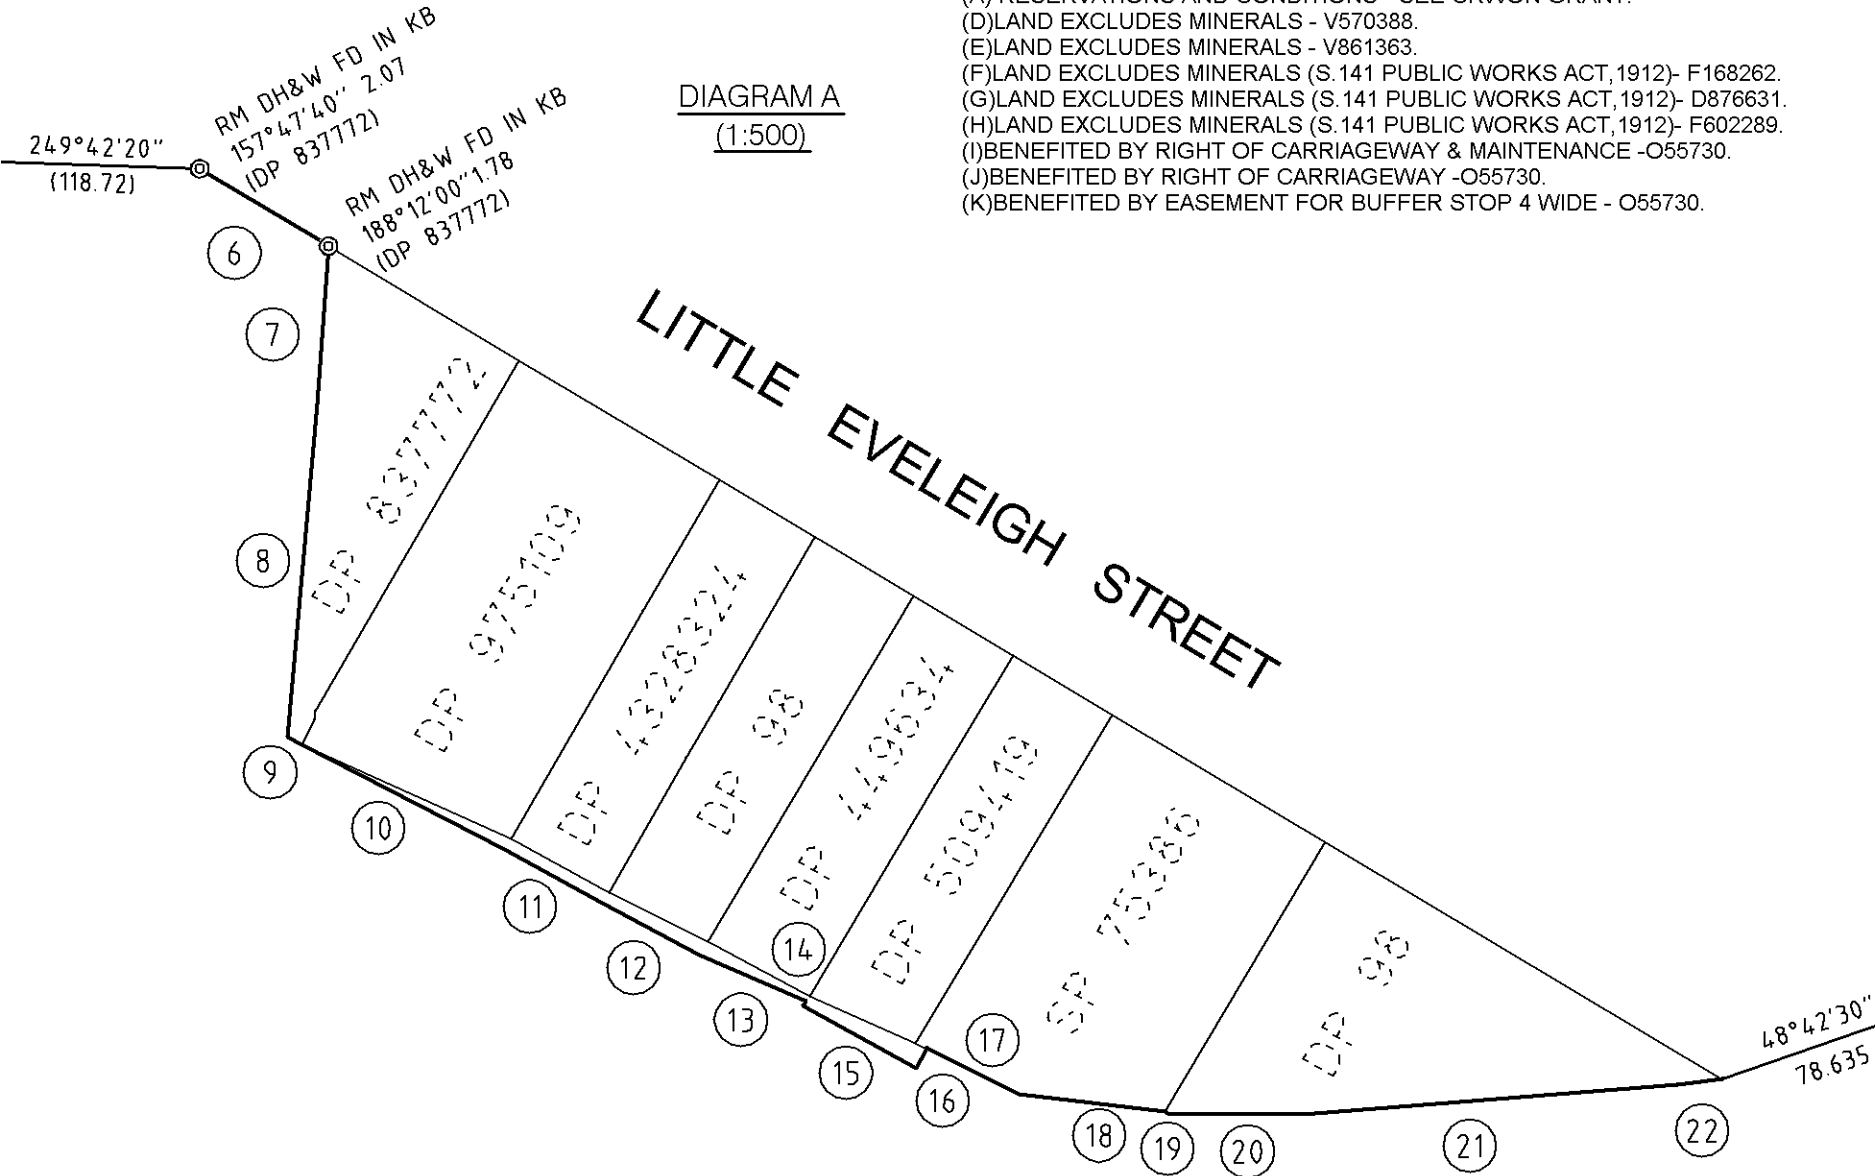 (D)LAND EXCLUDES MINERALS - V570388.
(E)LAND EXCLUDES MINERALS - V861363.
(F)LAND EXCLUDES MINERALS (S.141 PUBLIC WORKS ACT,1912)- F168262.
(G)LAND EXCLUDES MINERALS (S.141 PUBLIC WORKS ACT,1912)- D876631.
(H)LAND EXCLUDES MINERALS (S.141 PUBLIC WORKS ACT,1912)- F602289.
(I)BENEFITED BY RIGHT OF CARRIAGEWAY & MAINTENANCE -O55730.
(J)BENEFITED BY RIGHT OF CARRIAGEWAY -O55730.
(K)BENEFITED BY EASEMENT FOR BUFFER STOP 4 WIDE - O55730.
DIAGRAM A
(1:500)
RM DH&W FD IN KB
157°47'40'' 2.07
(DP 837772)
RM DH&W FD IN KB
188°12'00''1.78
(DP 837772)
249°42'20''
(118.72)
6
7
8
9
10
11
12
13
14
15
16
17
18
19
20
21
22
LITTLE EVELEIGH STREET
DP 837772
DP 975109
DP 4328324
DP 98
DP 449634
DP 509419
SP 75386
DP 98
48°42'30''
78.635